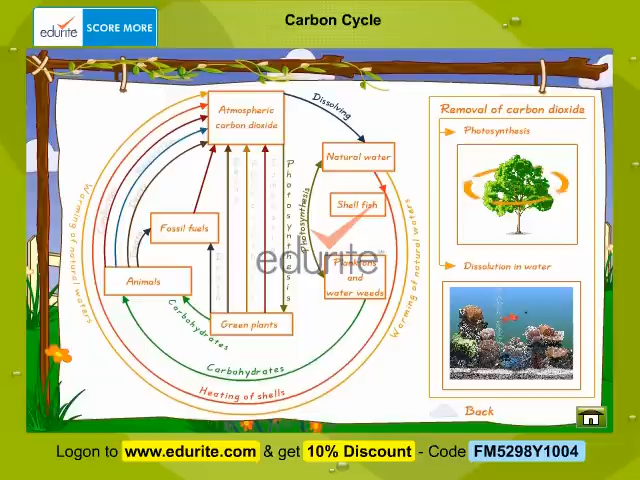 Carbon Cycle
edurite
SCORE MORE
Atmospheric
carbon dioxide
Dissolving
Natural water
Shell fish
Photosynthesis
Photosynthesis
Planktons
and
water weeds
Fossil fuels
Animals
Green plants
Carbohydrates
Carbohydrates
Heating of shells
Warming of natural waters
Warming of natural waters
edurite
Removal of carbon dioxide
Photosynthesis
Dissolution in water
Back
Logon to www.edurite.com & get 10% Discount - Code FM5298Y1004